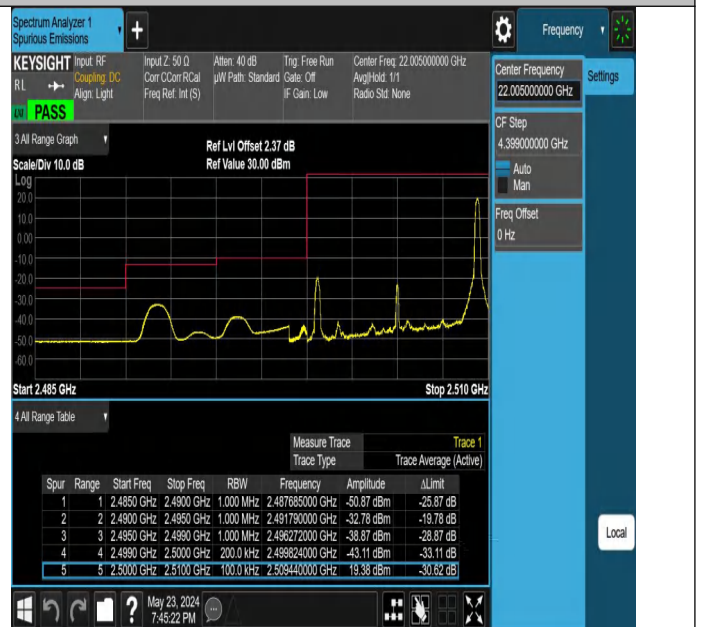 Spectrum Analyzer 1
Spurious Emissions
Frequency
KEYSIGHT
RL
PASS
Input: RF
Coupling: DC
Align: Light
Input Z: 50 Ω
Corr CCorr RCal
Freq Ref: Int (S)
Atten: 40 dB
µW Path: Standard
Trig: Free Run
Gate: Off
IF Gain: Low
Center Freq: 22.005000000 GHz
Avg|Hold: 1/1
Radio Std: None
Center Frequency
22.005000000 GHz
Settings
CF Step
4.399000000 GHz
Auto
Man
Freq Offset
0 Hz
Local
3 All Range Graph
Ref Lvl Offset 2.37 dB
Scale/Div 10.0 dB
Ref Value 30.00 dBm
Log
20.0
10.0
0.00
-10.0
-20.0
-30.0
-40.0
-50.0
-60.0
Start 2.485 GHz
Stop 2.510 GHz
4 All Range Table
Measure Trace Trace 1
Trace Type Trace Average (Active)
Spur Range Start Freq Stop Freq RBW Frequency Amplitude ΔLimit
1 1 2.4850 GHz 2.4900 GHz 1.000 MHz 2.487685000 GHz -50.87 dBm -25.87 dB
2 2 2.4900 GHz 2.4950 GHz 1.000 MHz 2.491790000 GHz -32.78 dBm -19.78 dB
3 3 2.4950 GHz 2.4990 GHz 1.000 MHz 2.496272000 GHz -38.87 dBm -28.87 dB
4 4 2.4990 GHz 2.5000 GHz 200.0 kHz 2.499824000 GHz -43.11 dBm -33.11 dB
5 5 2.5000 GHz 2.5100 GHz 100.0 kHz 2.509440000 GHz 19.38 dBm -30.62 dB
May 23, 2024
7:45:22 PM